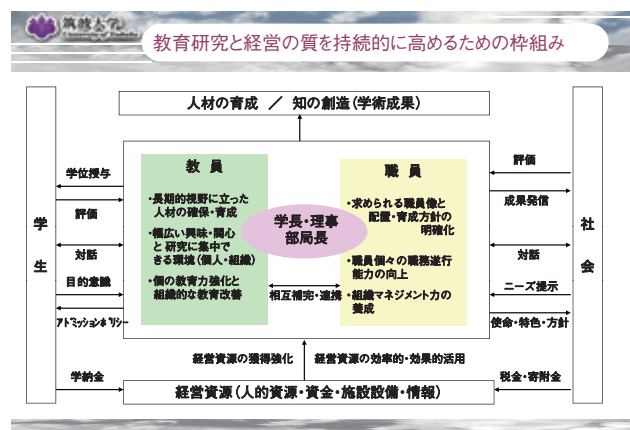 筑波大学
University of Tsukuba
教育研究と経営の質を持続的に高めるための枠組み
人材の育成 ／ 知の創造(学術成果)
学生
社会
学位授与
評価
対話
目的意識
アドミッションポリシー
学納金
教 員
・長期的視野に立った
人材の確保・育成
・幅広い興味・関心
と 研究に集中で
きる環境(個人・組織)
・個の教育力強化と
組織的な教育改善
学長・理事
部局長
相互補完・連携
職 員
・求められる職員像と
配置・育成方針の
明確化
・職員個々の職務遂行
能力の向上
・組織マネジメント力の
養成
評価
成果発信
対話
ニーズ提示
使命・特色・方針
税金・寄附金
経営資源の獲得強化
経営資源の効率的・効果的活用
経営資源(人的資源・資金・施設設備・情報)